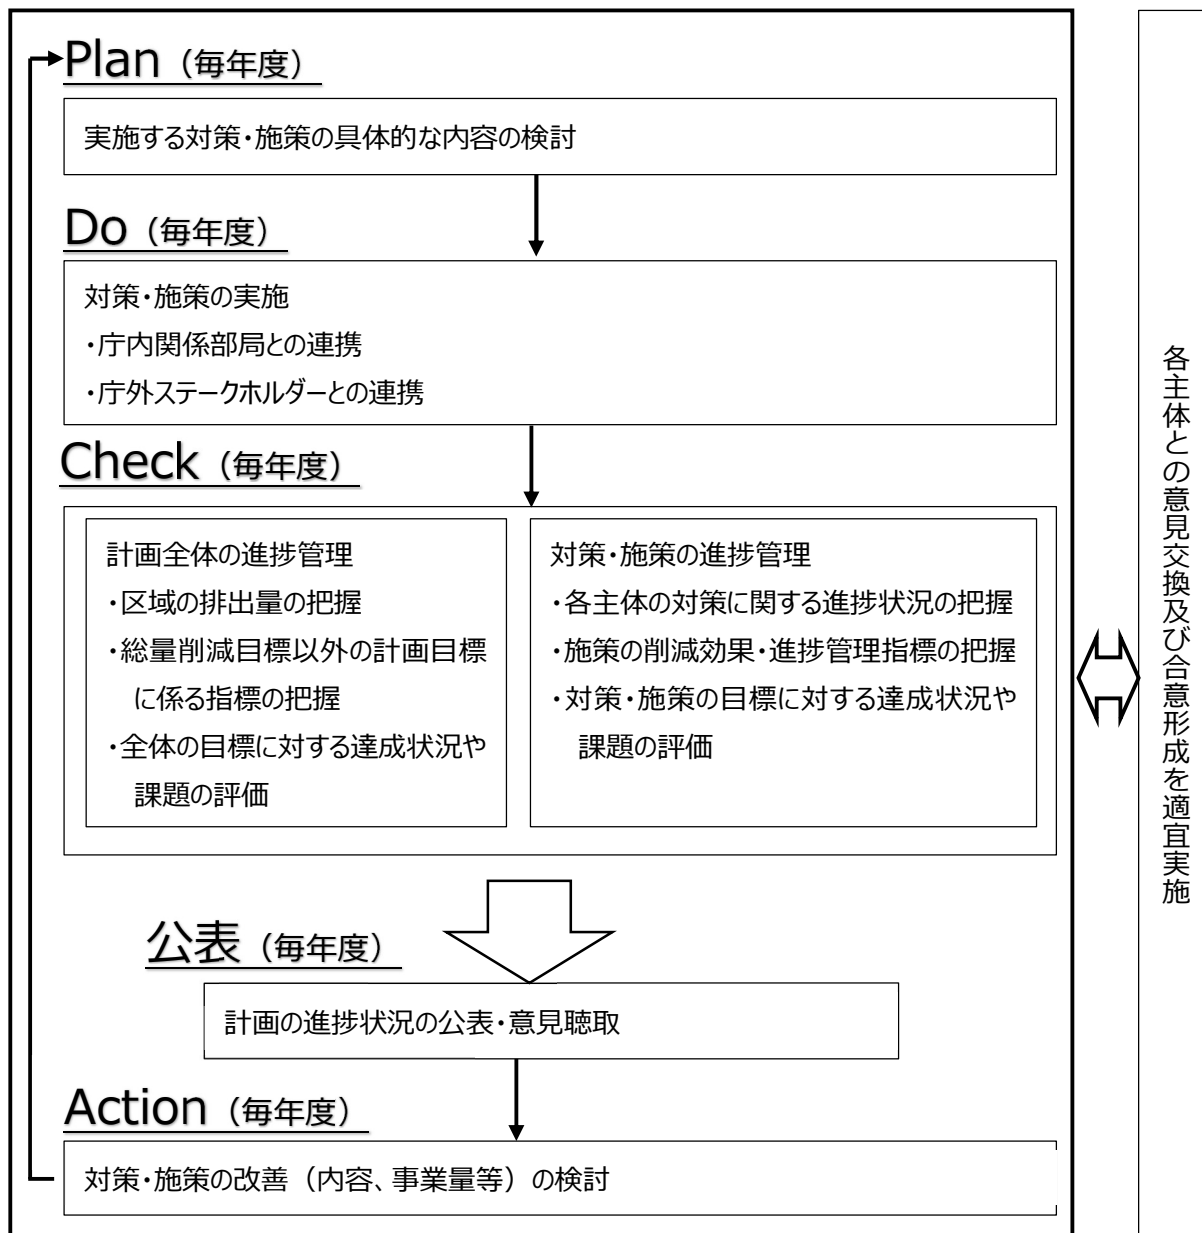 Plan（毎年度）
実施する対策・施策の具体的な内容の検討
Do（毎年度）
対策・施策の実施
・庁内関係部局との連携
・庁外ステークホルダーとの連携
Check（毎年度）
計画全体の進捗管理
・区域の排出量の把握
・総量削減目標以外の計画目標
に係る指標の把握
・全体の目標に対する達成状況や
課題の評価
対策・施策の進捗管理
・各主体の対策に関する進捗状況の把握
・施策の削減効果・進捗管理指標の把握
・対策・施策の目標に対する達成状況や
課題の評価
公表（毎年度）
計画の進捗状況の公表・意見聴取
Action（毎年度）
対策・施策の改善（内容、事業量等）の検討
各主体との意見交換及び合意形成を適宜実施